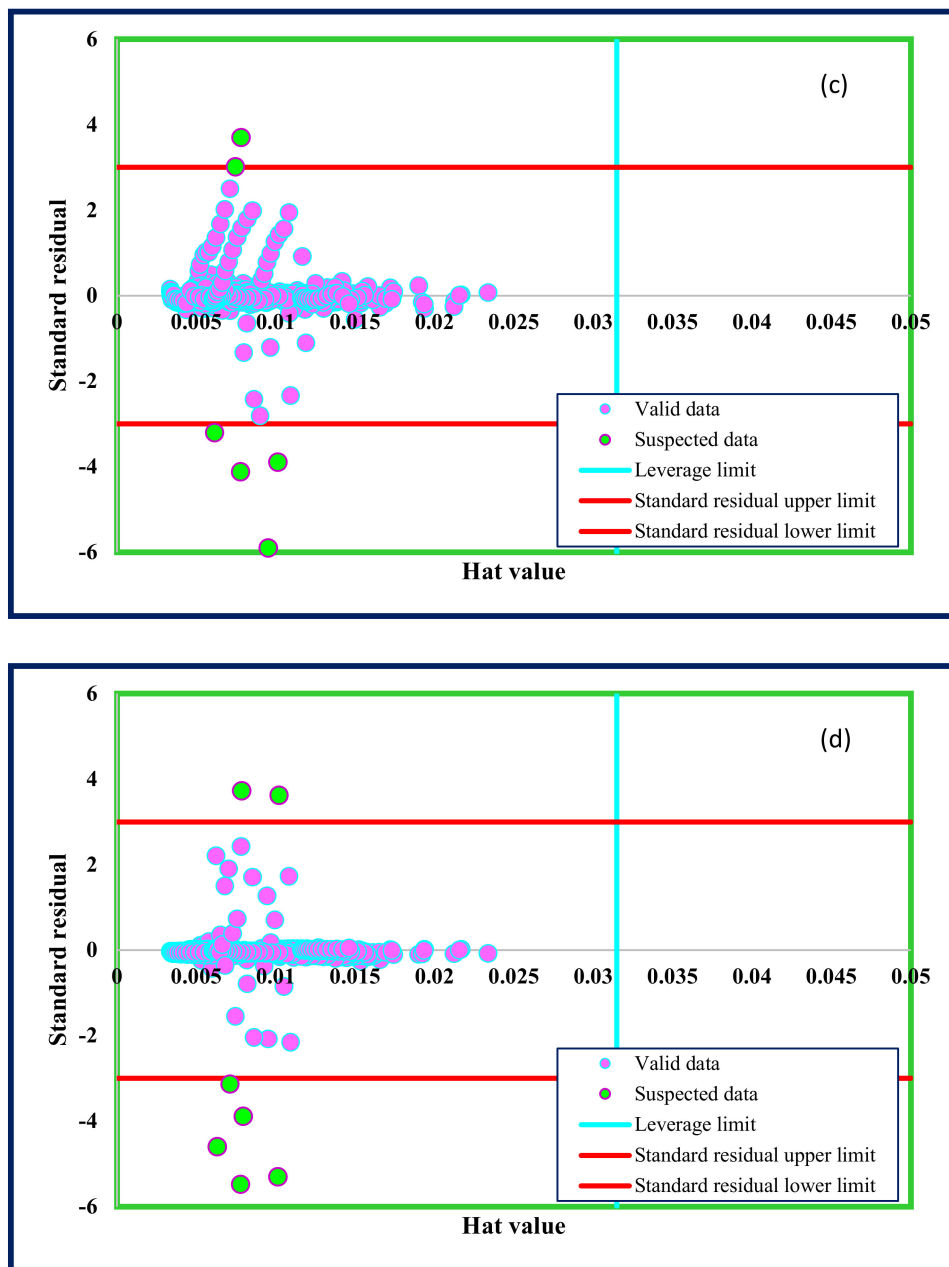 6
(c)
4
2
0
0 0.005 0.01 0.015 0.02 0.025 0.03 0.035 0.04 0.045 0.05
Standard residual
-2
Valid data
Suspected data
-4
Leverage limit
Standard residual upper limit
Standard residual lower limit
-6
Hat value
6
(d)
4
2
0
0 0.005 0.01 0.015 0.02 0.025 0.03 0.035 0.04 0.045 0.05
Standard residual
-2
Valid data
Suspected data
-4
Leverage limit
Standard residual upper limit
Standard residual lower limit
-6
Hat value